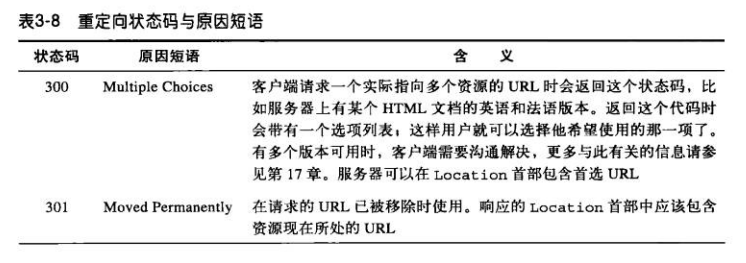 表3-8 重定向状态码与原因短语
状态码 原因短语 含 义
300 Multiple Choices 客户端请求一个实际指向多个资源的 URL 时会返回这个状态码，比
如服务器上有某个 HTML 文档的英语和法语版本。返回这个代码时
会带有一个选项列表；这样用户就可以选择他希望使用的那一项了。
有多个版本可用时，客户端需要沟通解决，更多与此有关的信息请参
见第 17 章。服务器可以在 Location 首部包含首选 URL
301 Moved Permanently 在请求的 URL 已被移除时使用。响应的 Location 首部中应该包含
资源现在所处的 URL